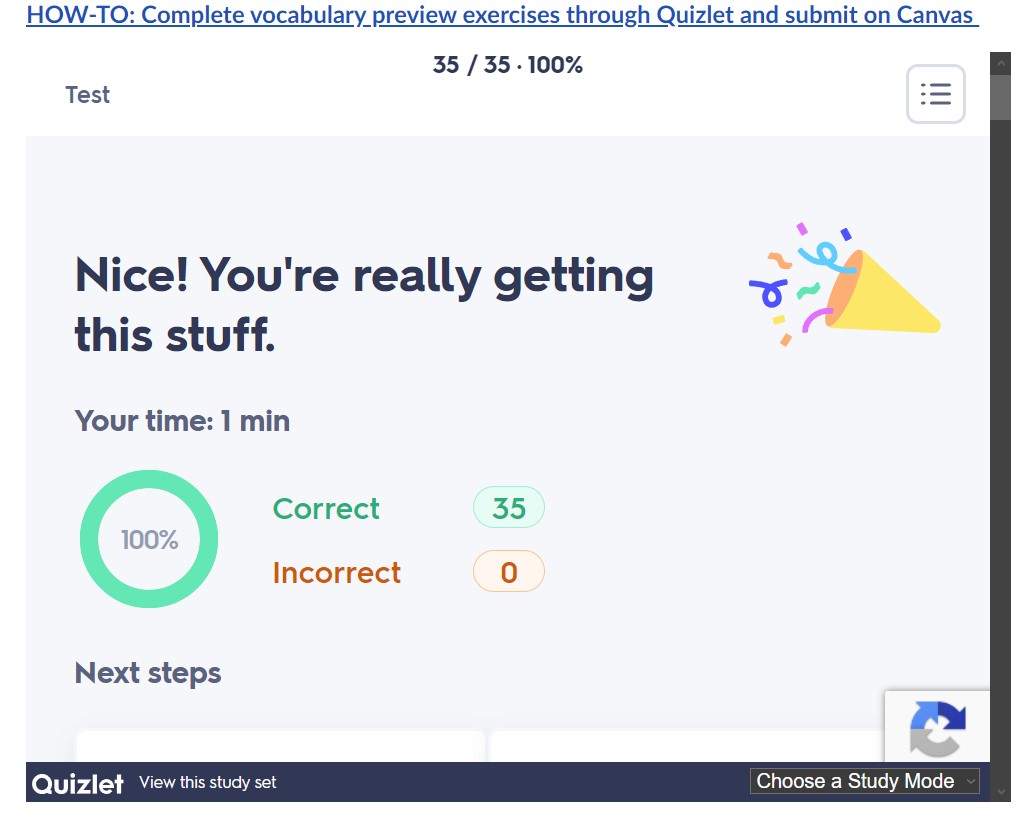 HOW-TO: Complete vocabulary preview exercises through Quizlet and submit on Canvas
35 / 35 · 100%
Test
Nice! You're really getting
this stuff.
Your time: 1 min
100%
Correct 35
Incorrect 0
Next steps
Quizlet View this study set Choose a Study Mode